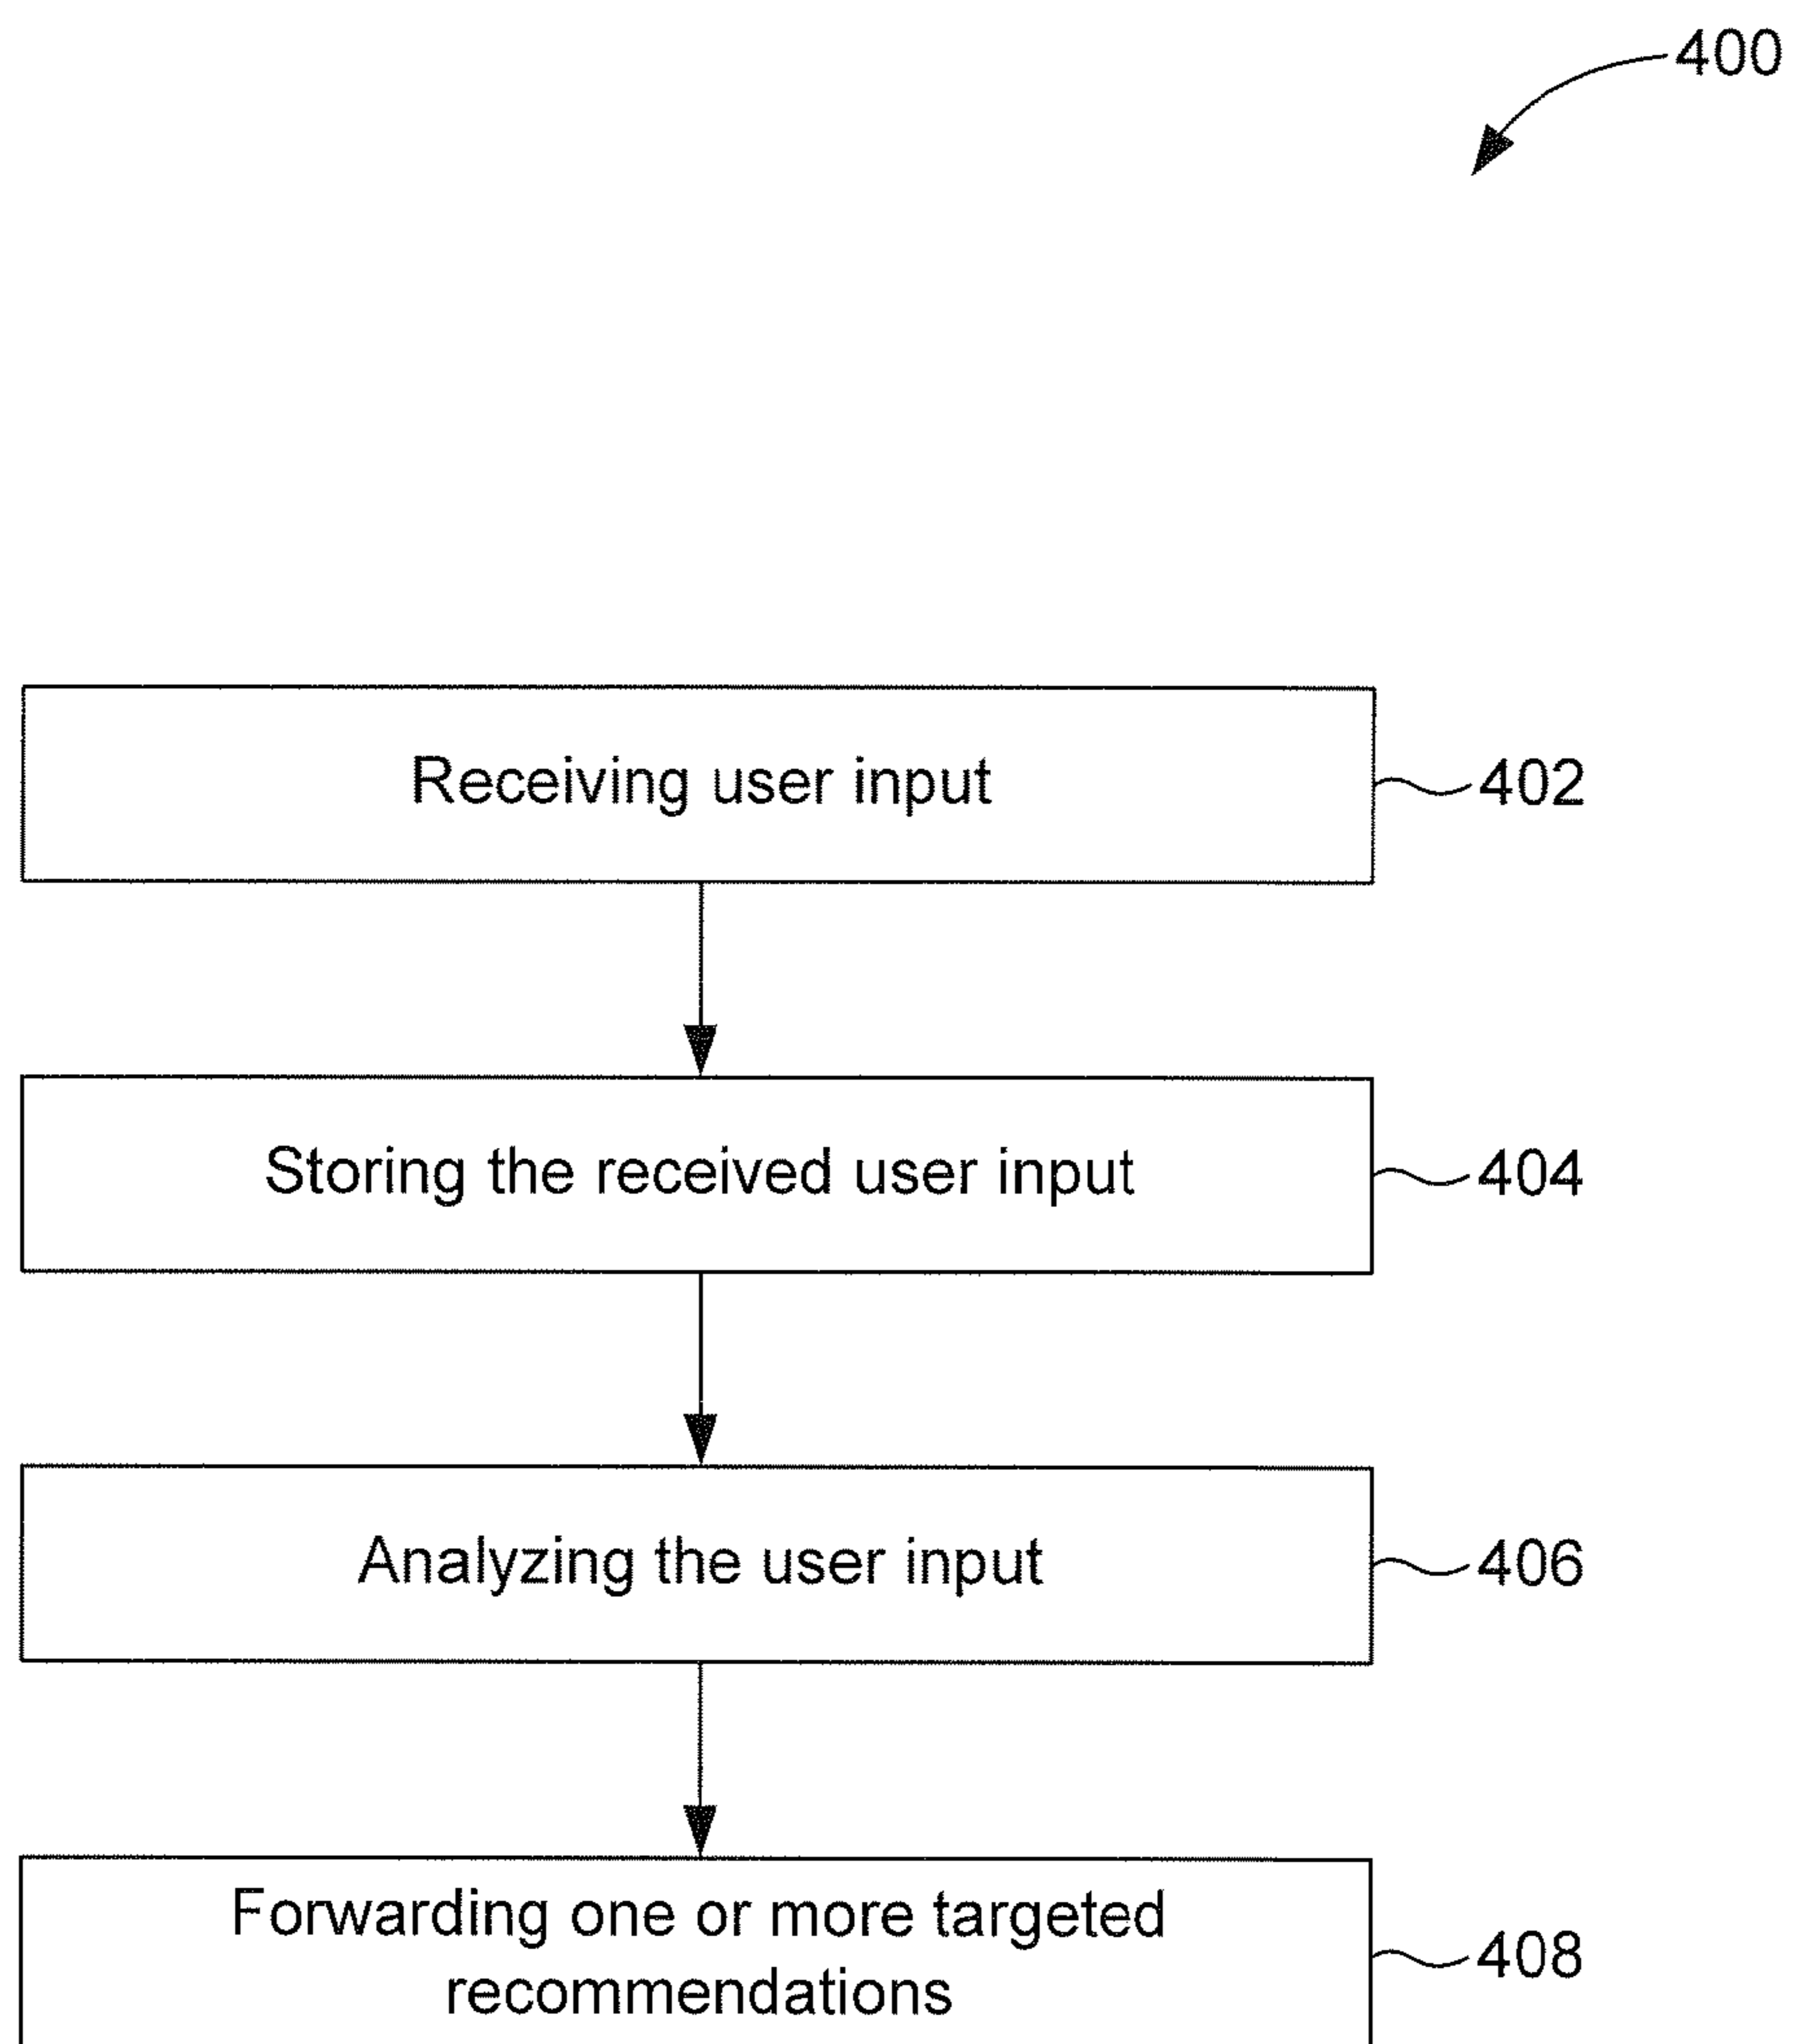 400
Receiving user input
402
Storing the received user input
404
Analyzing the user input
406
Forwarding one or more targeted
recommendations
408